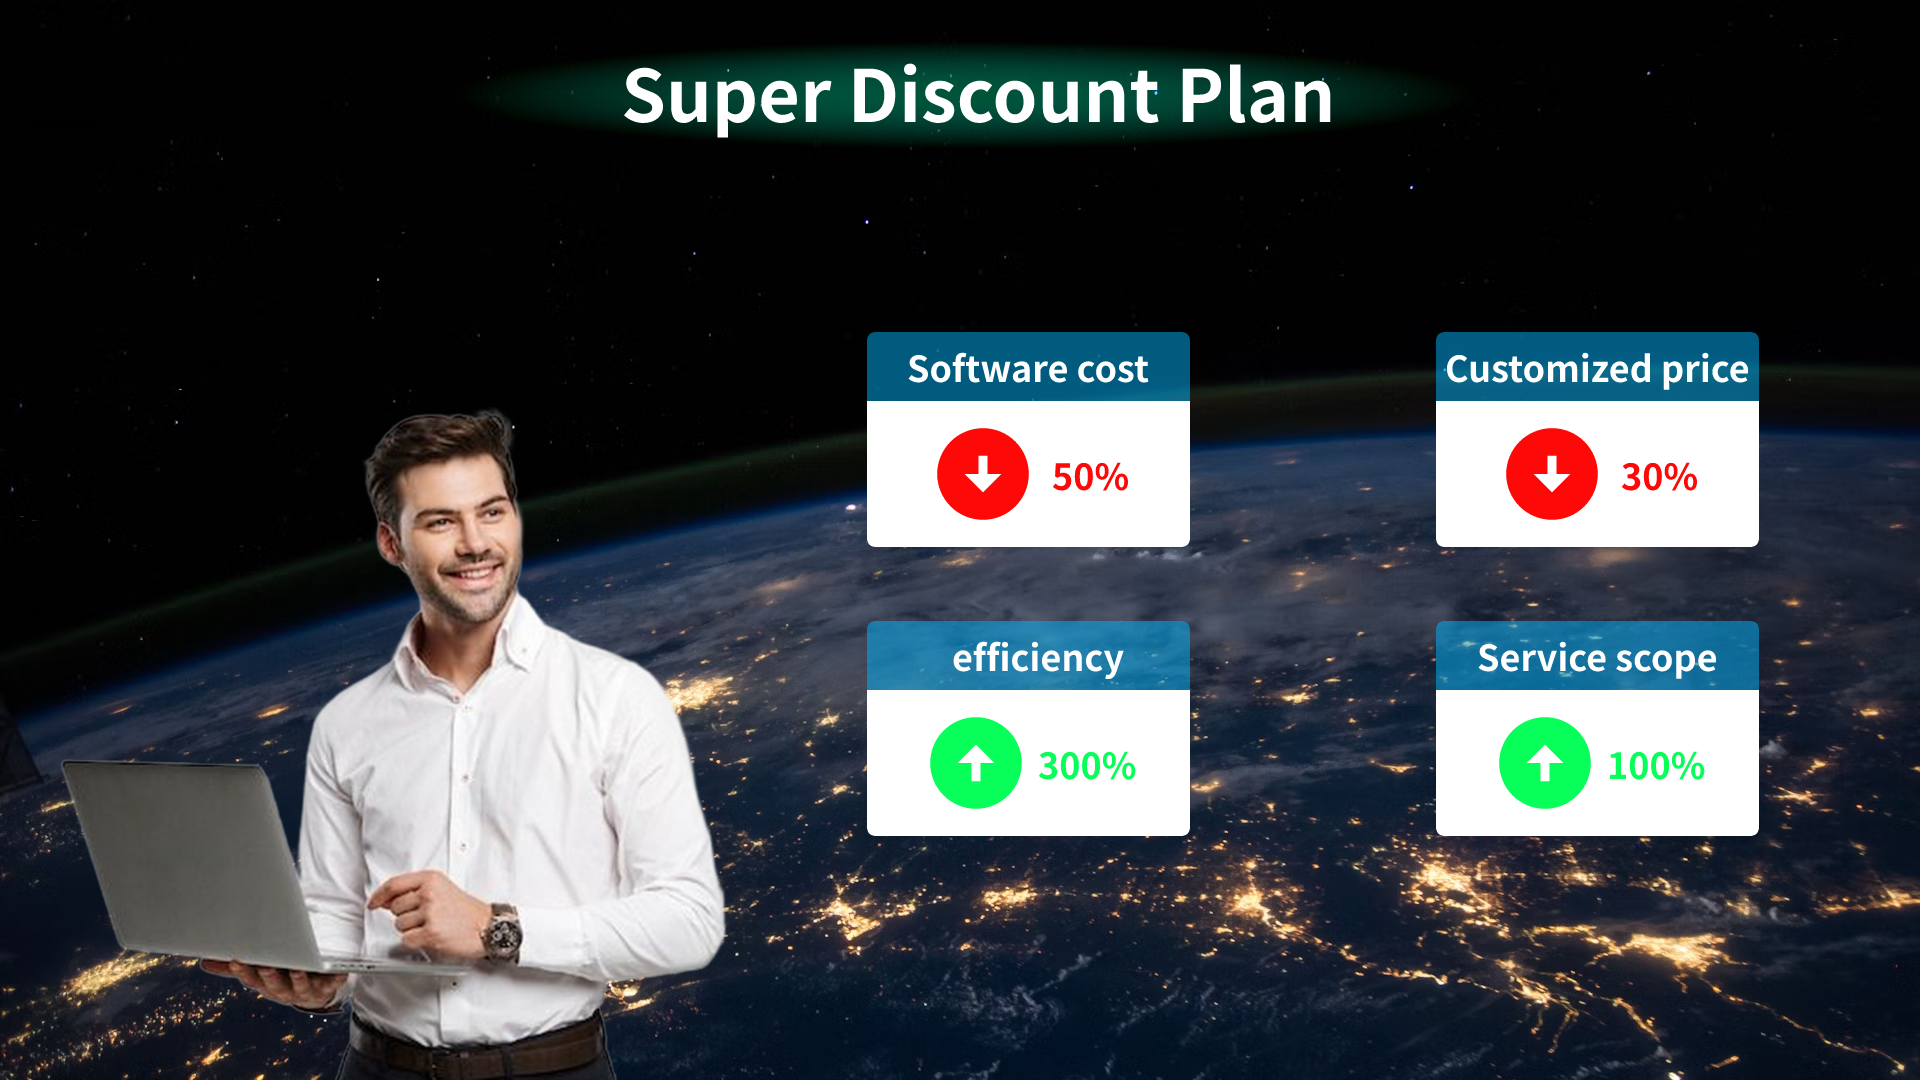 Super Discount Plan
Software cost
50%
Customized price
30%
efficiency
300%
Service scope
100%